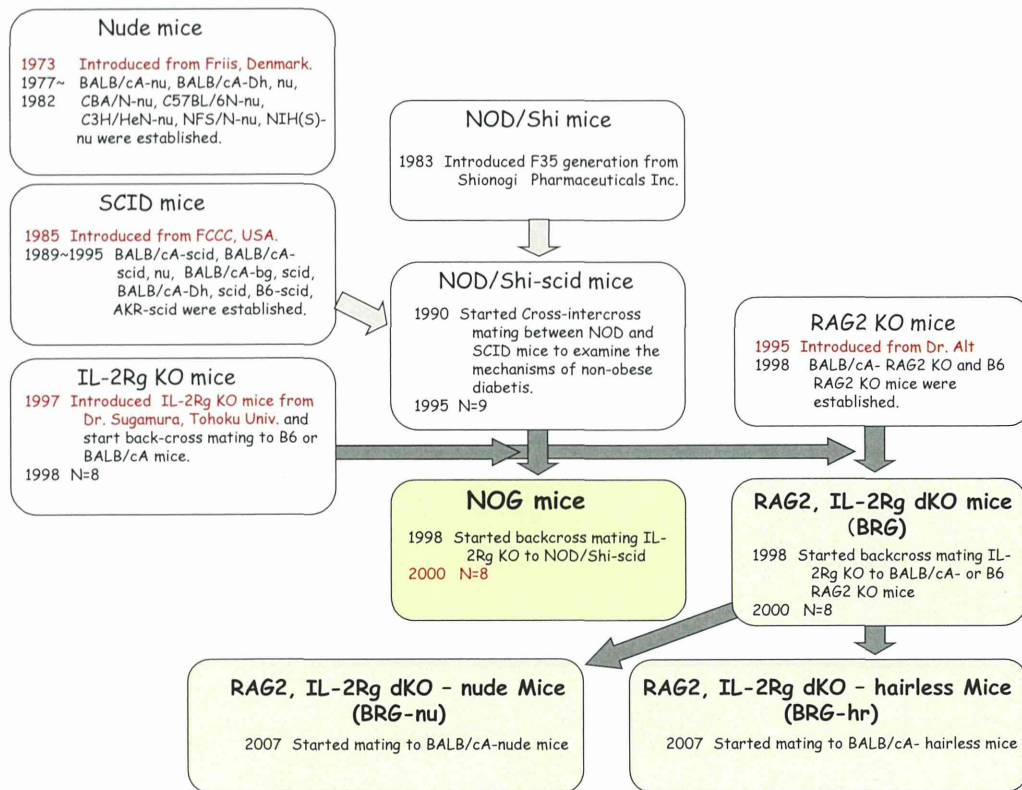 Nude mice
1973 Introduced from Friis, Denmark.
1977~ BALB/cA-nu, BALB/cA-Dh, nu,
1982 CBA/N-nu, C57BL/6N-nu,
C3H/HeN-nu, NFS/N-nu, NIH(S)-
nu were established.
SCID mice
1985 Introduced from FCCC, USA.
1989~1995 BALB/cA-scid, BALB/cA-
scid, nu, BALB/cA-bg, scid,
BALB/cA-Dh, scid, B6-scid,
AKR-scid were established.
IL-2Rg KO mice
1997 Introduced IL-2Rg KO mice from
Dr. Sugamura, Tohoku Univ. and
start back-cross mating to B6 or
BALB/cA mice.
1998 N=8
NOD/Shi mice
1983 Introduced F35 generation from
Shionogi Pharmaceuticals Inc.
NOD/Shi-scid mice
1990 Started Cross-intercross
mating between NOD and
SCID mice to examine the
mechanisms of non-obese
diabetis.
1995 N=9
RAG2 KO mice
1995 Introduced from Dr. Alt
1998 BALB/cA- RAG2 KO and B6
RAG2 KO mice were
established.
NOG mice
1998 Started backcross mating IL-
2Rg KO to NOD/Shi-scid
2000 N=8
RAG2, IL-2Rg dKO mice
(BRG)
1998 Started backcross mating IL-
2Rg KO to BALB/cA- or B6
RAG2 KO mice
2000 N=8
RAG2, IL-2Rg dKO - nude Mice
(BRG-nu)
2007 Started mating to BALB/cA-nude mice
RAG2, IL-2Rg dKO - hairless Mice
(BRG-hr)
2007 Started mating to BALB/cA- hairless mice